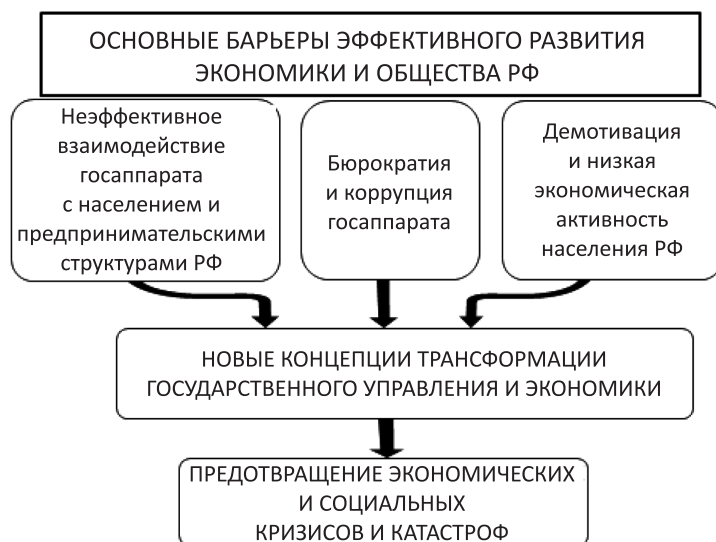 ОСНОВНЫЕ БАРЬЕРЫ ЭФФЕКТИВНОГО РАЗВИТИЯ
ЭКОНОМИКИ И ОБЩЕСТВА РФ
Неэффективное
взаимодействие
госаппарата
с населением и
предпринимательскими
структурами РФ
Бюрократия
и коррупция
госаппарата
Демотивация
и низкая
экономическая
активность
населения РФ
НОВЫЕ КОНЦЕПЦИИ ТРАНСФОРМАЦИИ
ГОСУДАРСТВЕННОГО УПРАВЛЕНИЯ И ЭКОНОМИКИ
ПРЕДОТВРАЩЕНИЕ ЭКОНОМИЧЕСКИХ
И СОЦИАЛЬНЫХ
КРИЗИСОВ И КАТАСТРОФ